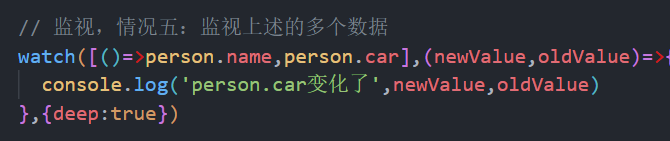 // 监视，情况五：监视上述的多个数据
watch([()=>person.name,person.car],(newValue,oldValue)=>{
console.log('person.car变化了',newValue,oldValue)
},{deep:true})